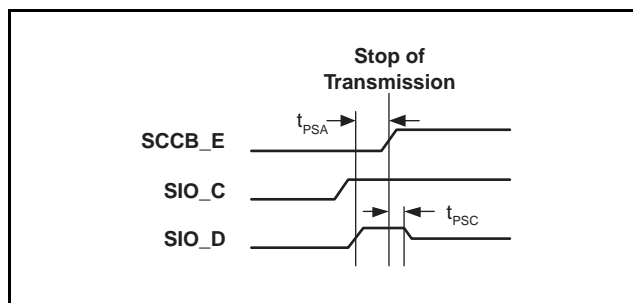 Stop of
Transmission
tPSA
SCCB_E
SIO_C
tPSC
SIO_D